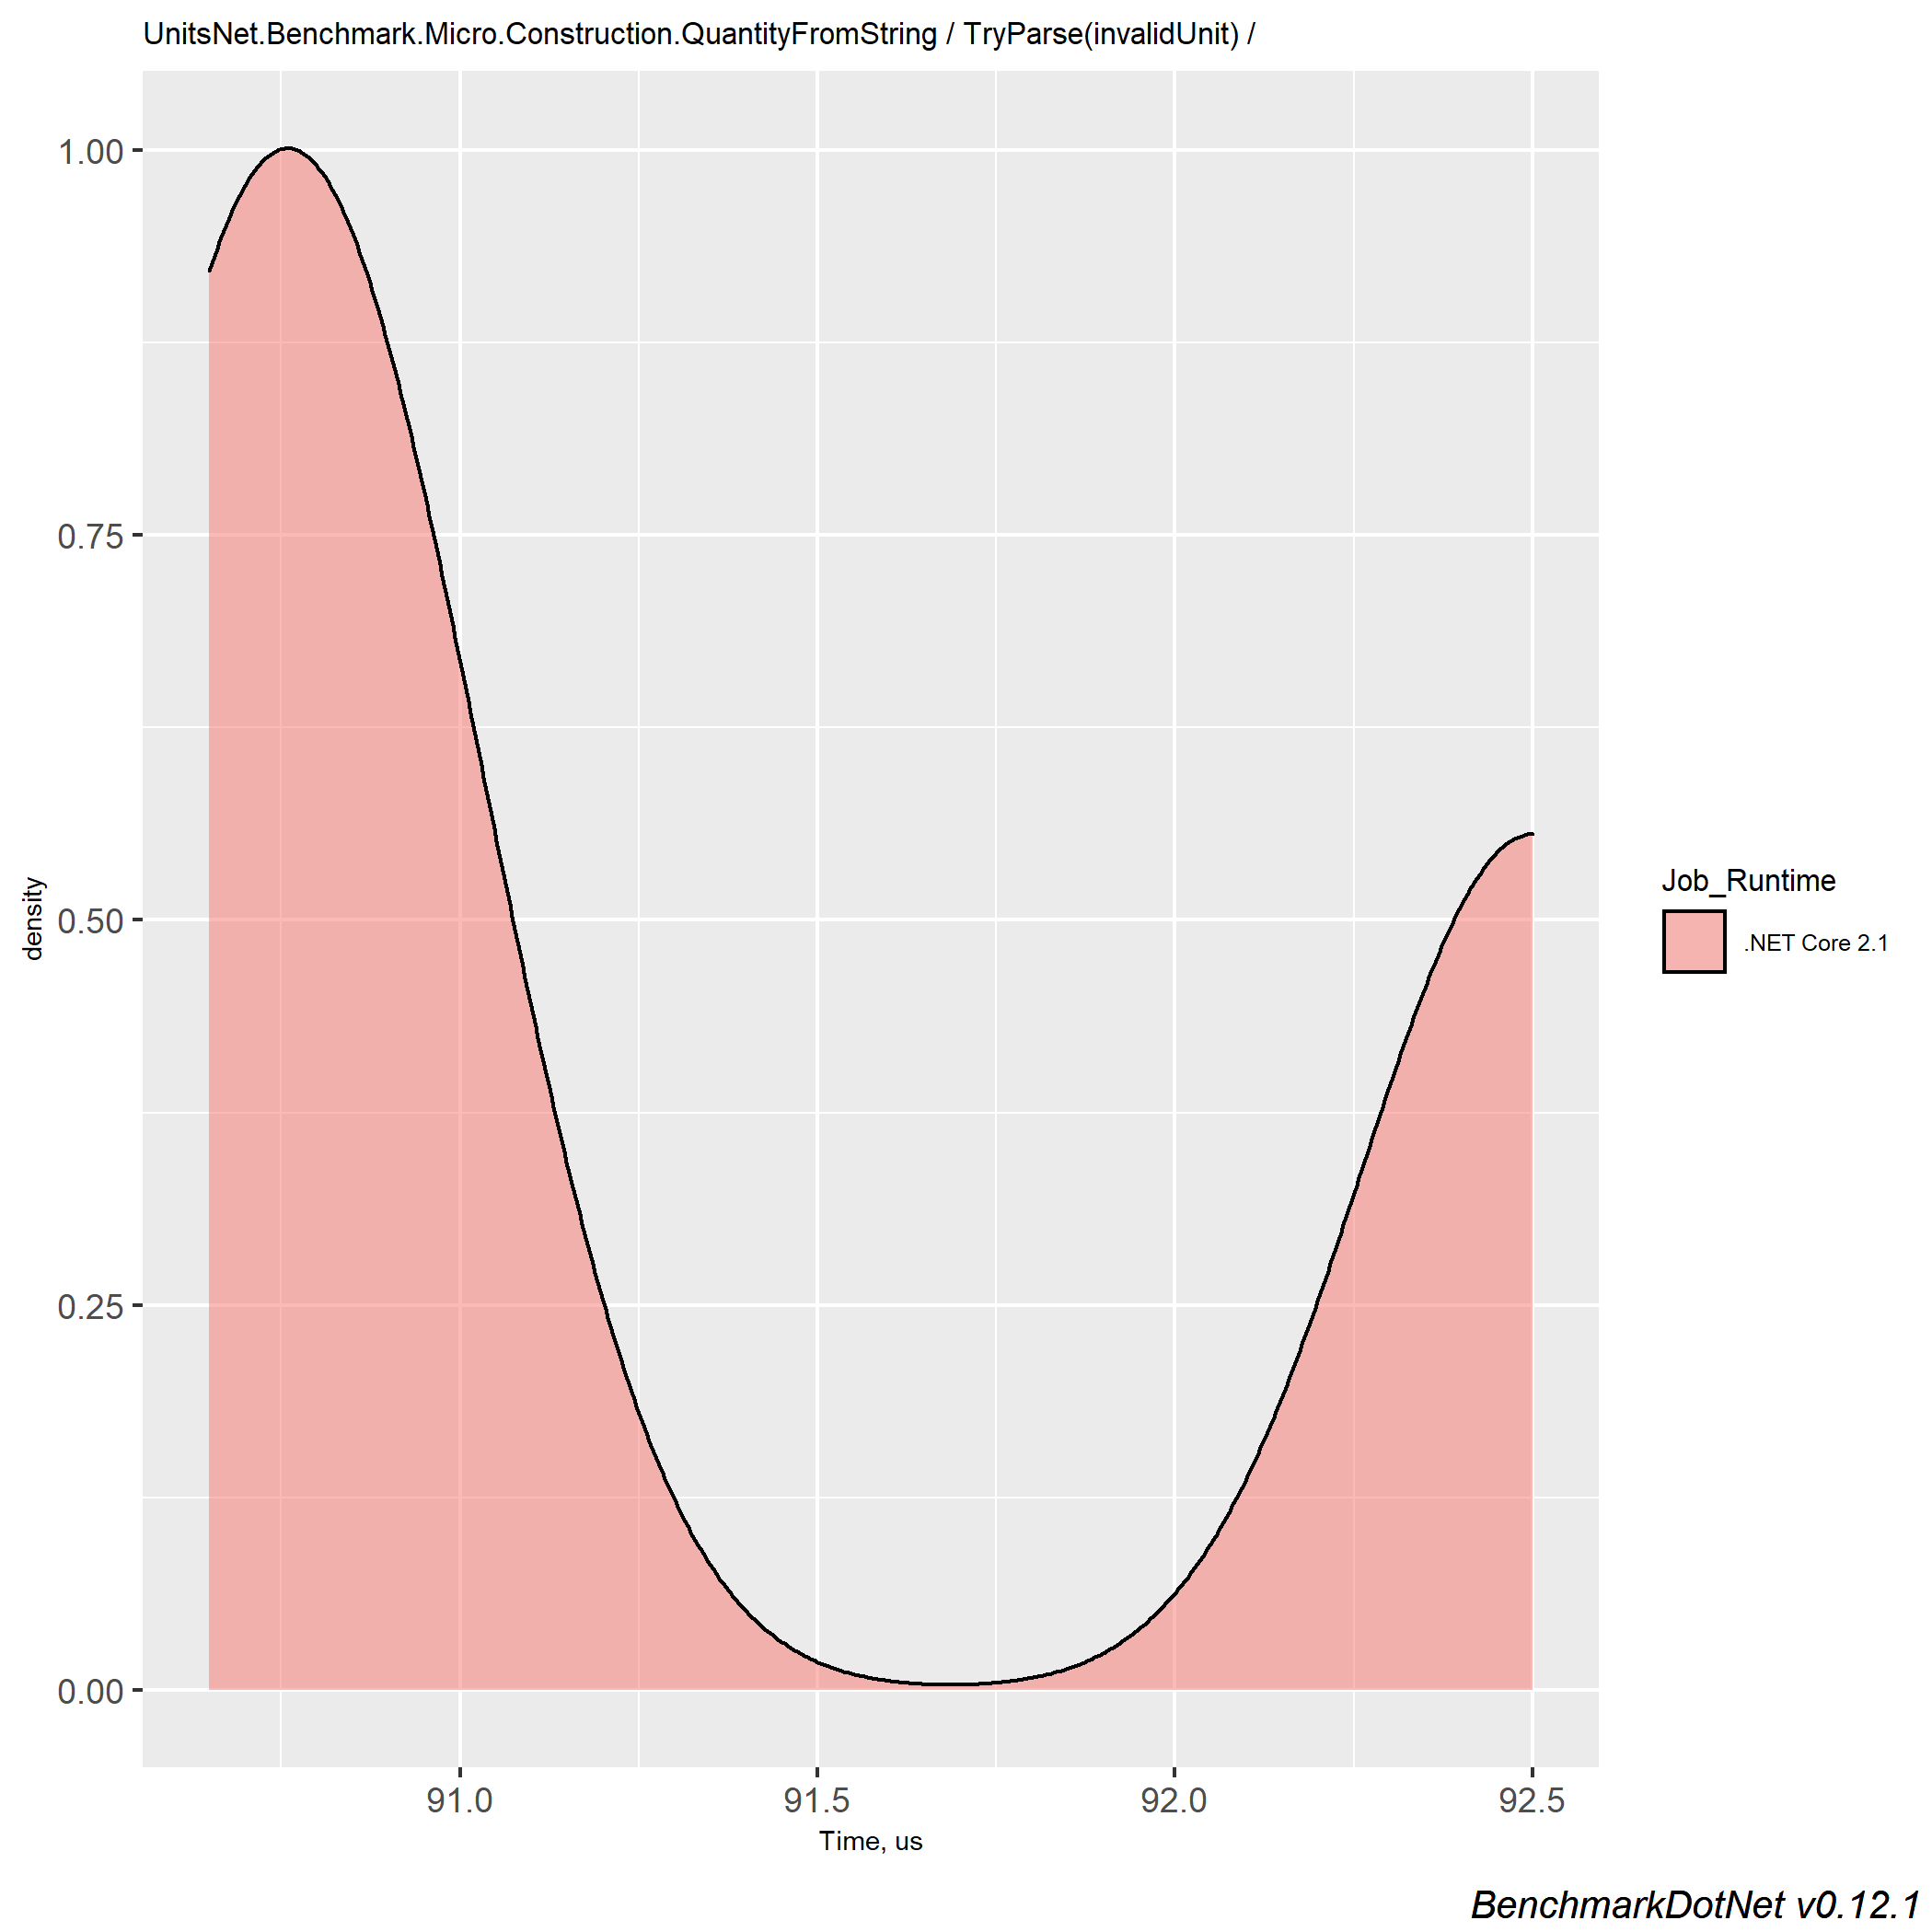 UnitsNet.Benchmark.Micro.Construction.QuantityFromString / TryParse(invalidUnit) /
1.00
0.75
0.50
0.25
0.00
density
91.0 91.5 92.0 92.5
Time, us
Job_Runtime
.NET Core 2.1
BenchmarkDotNet v0.12.1